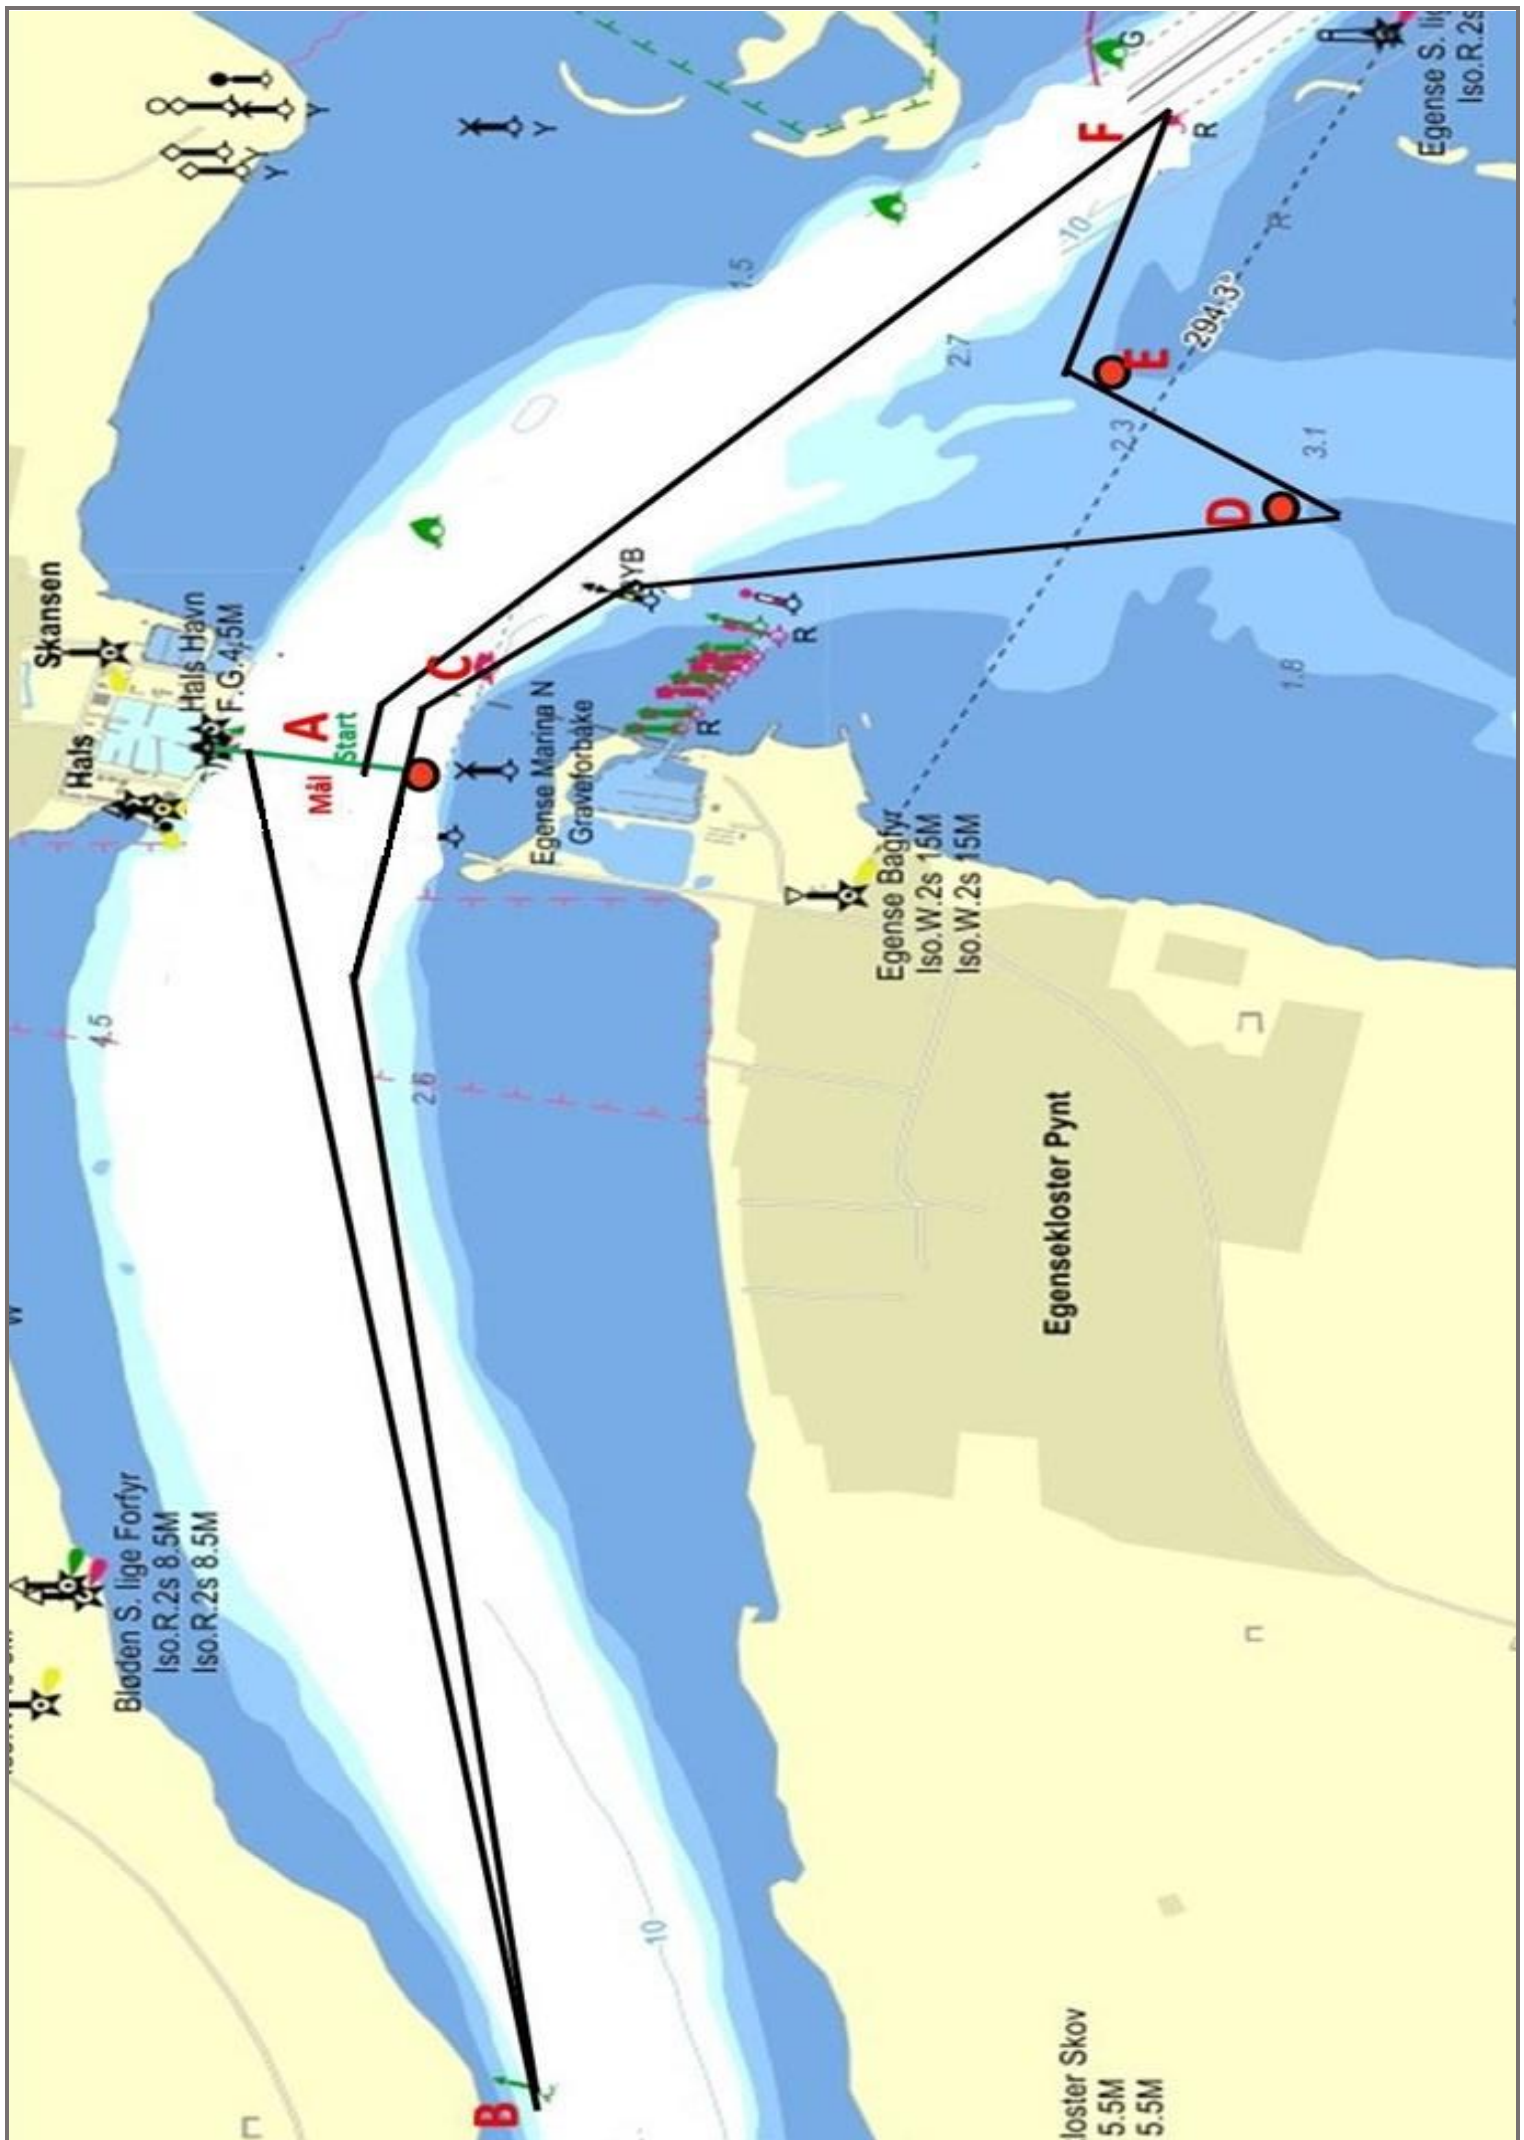 Skansen
Hals
Hals Havn
F.G.4.5M
A
Start
Mål
C
YB
R
R
Egense Marina N
Graveforbake
Egense Bagfyr
Iso.W.2s 15M
Iso.W.2s 15M
Egensekloster Pynt
Bløden S. lige Forfyr
Iso.R.2s 8.5M
Iso.R.2s 8.5M
B
10
4.5
2.6
1.5
2.7
10
2.3
3.1
1.8
D
E
F
R
G
R
294.3°
Y
Y
Y
Y
Egense S. lig
Iso.R.2s
loster Skov
5.5M
5.5M